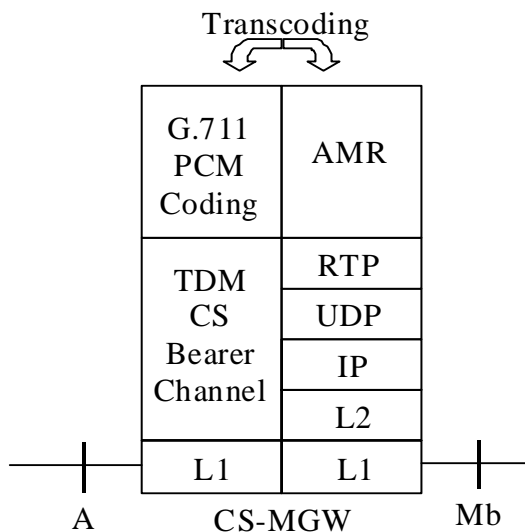 Transcoding
G.711
PCM
Coding
AMR
TDM
CS
Bearer
Channel
RTP
UDP
IP
L2
L1
L1
A
CS-MGW
Mb